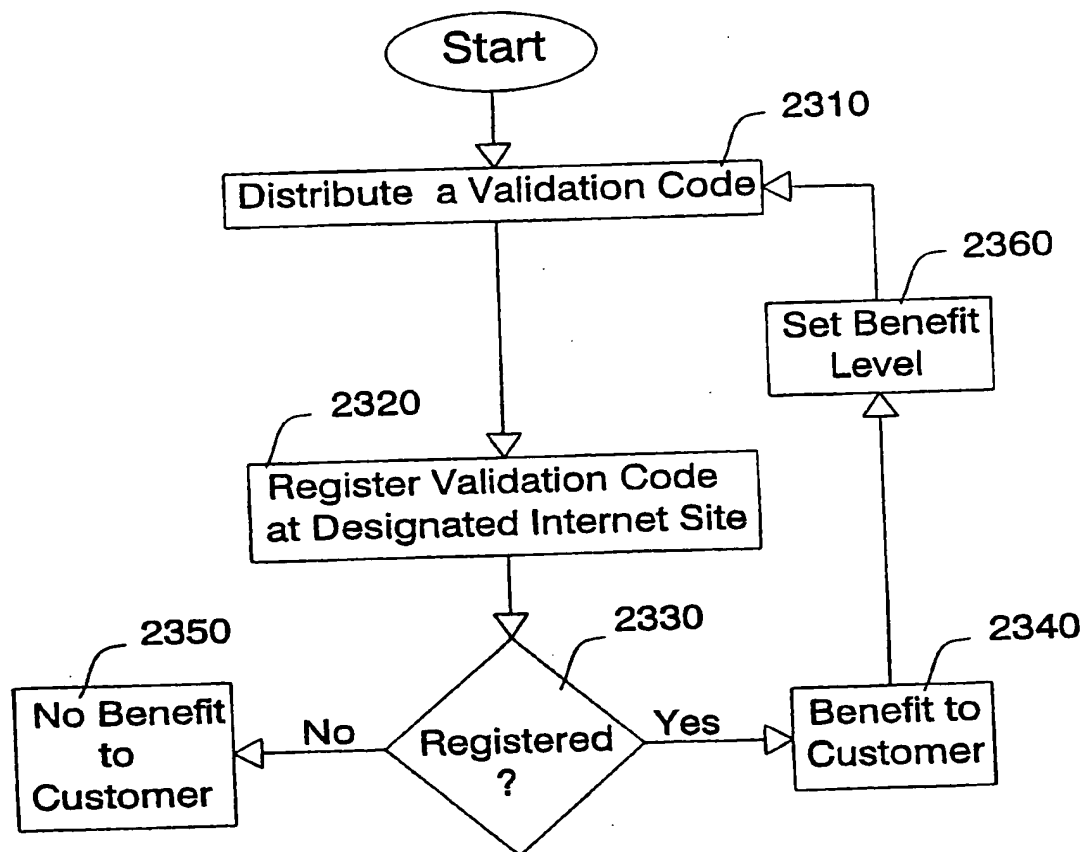 Start
2310
Distribute a Validation Code
2360
Set Benefit
Level
2320
Register Validation Code
at Designated Internet Site
2350
2330
2340
No Benefit
to
Customer
No
Registered
?
Yes
Benefit to
Customer